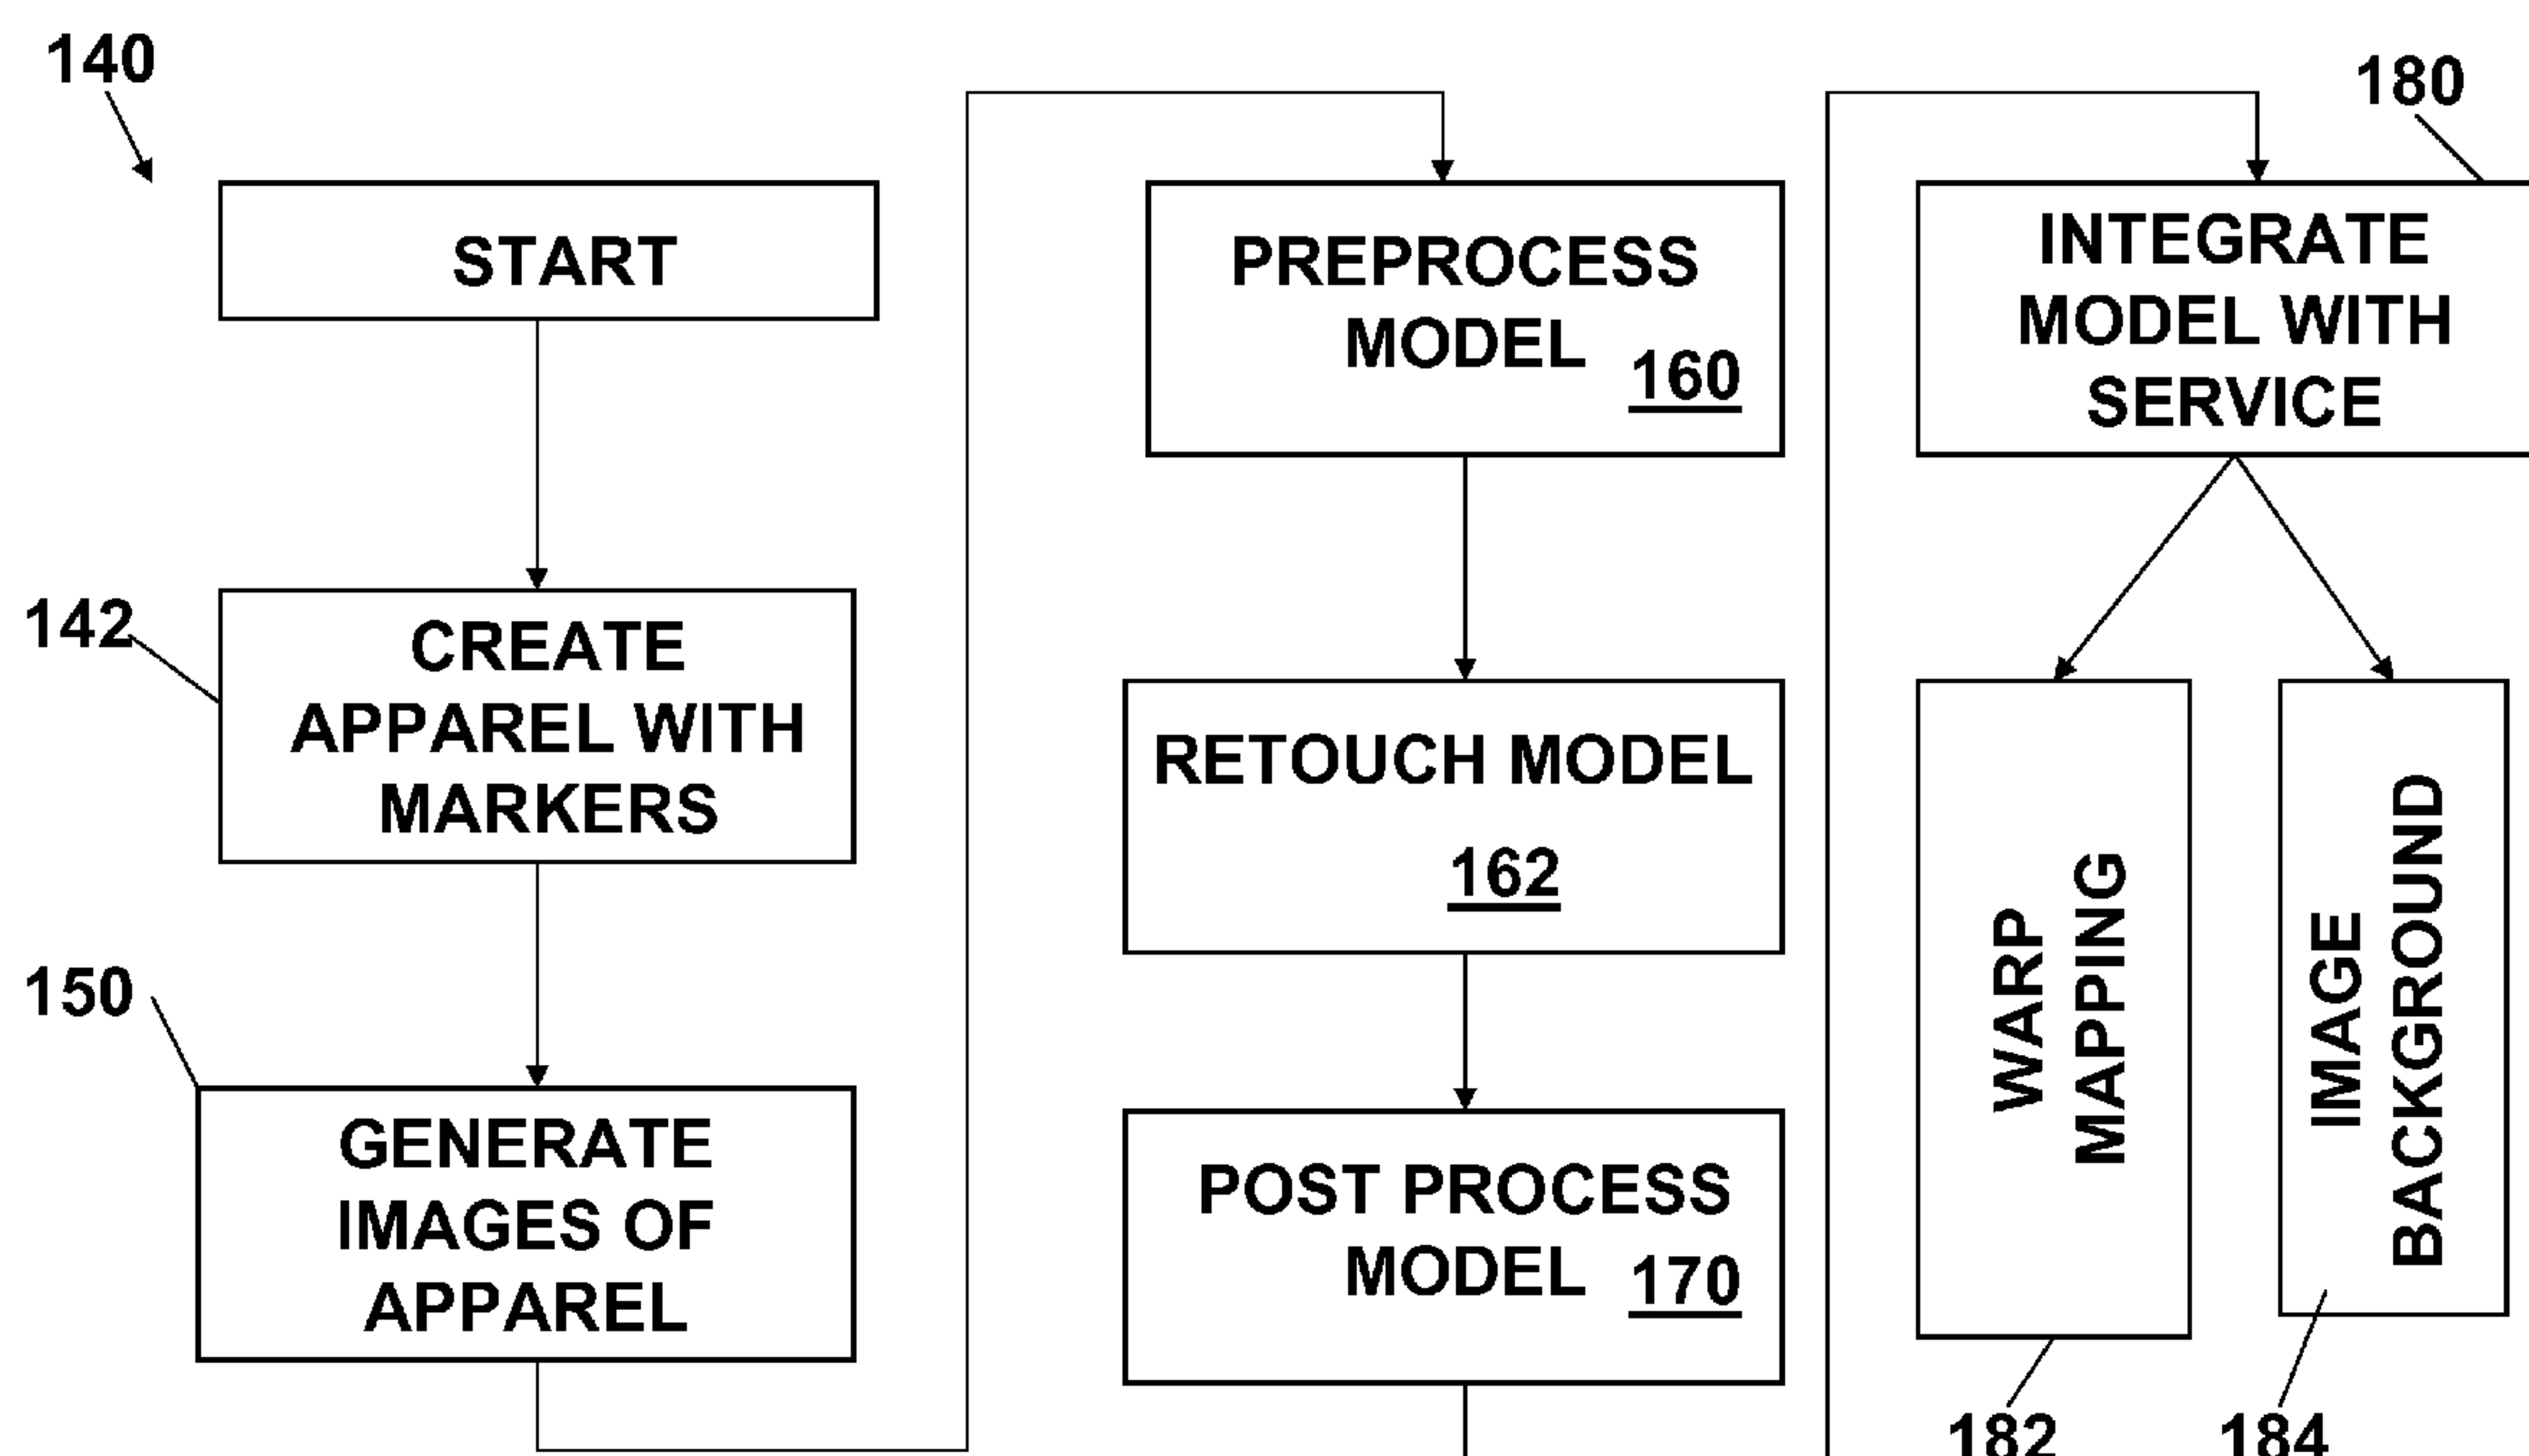 140
START
142
CREATE
APPAREL WITH
MARKERS
150
GENERATE
IMAGES OF
APPAREL
PREPROCESS
MODEL 160
RETOUCH MODEL
162
POST PROCESS
MODEL 170
180
INTEGRATE
MODEL WITH
SERVICE
WARP
MAPPING
182
IMAGE
BACKGROUND
184